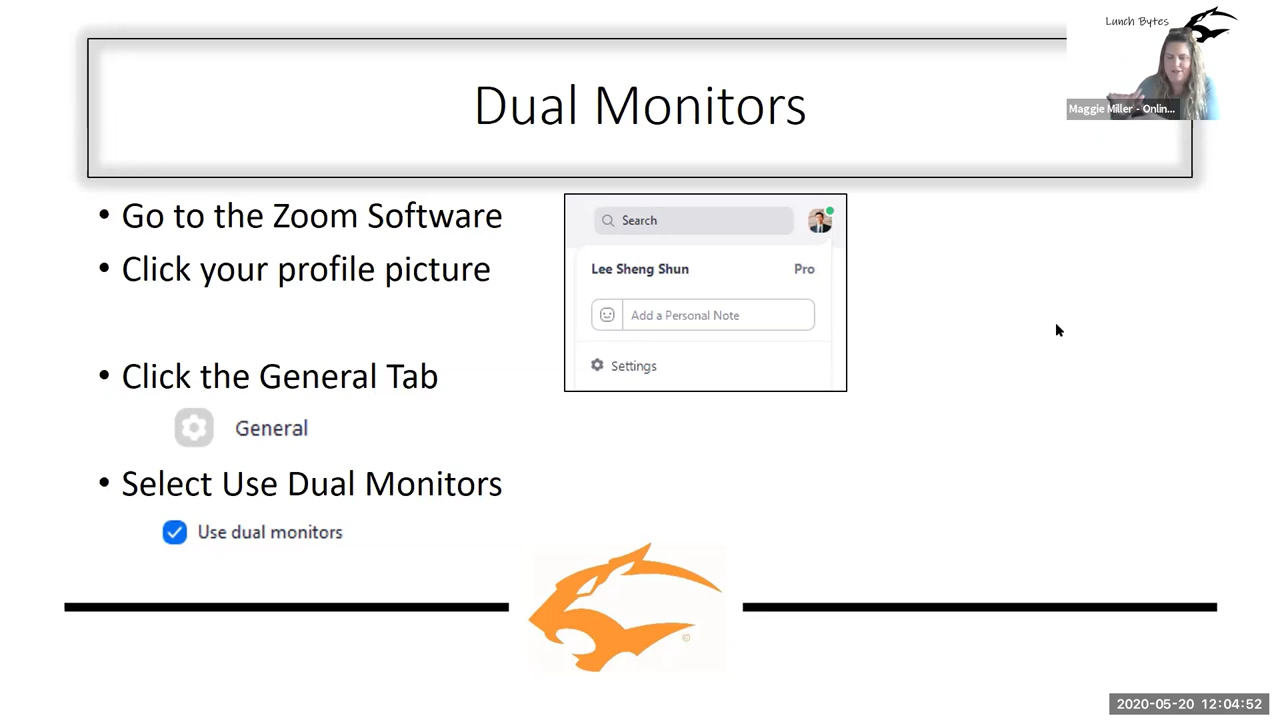 Lunch Bytes
Maggie Miller - Onlin...
Dual Monitors
• Go to the Zoom Software
• Click your profile picture
Search
Lee Sheng Shun Pro
Add a Personal Note
Settings
• Click the General Tab
General
• Select Use Dual Monitors
Use dual monitors
©
2020-05-20 12:04:52